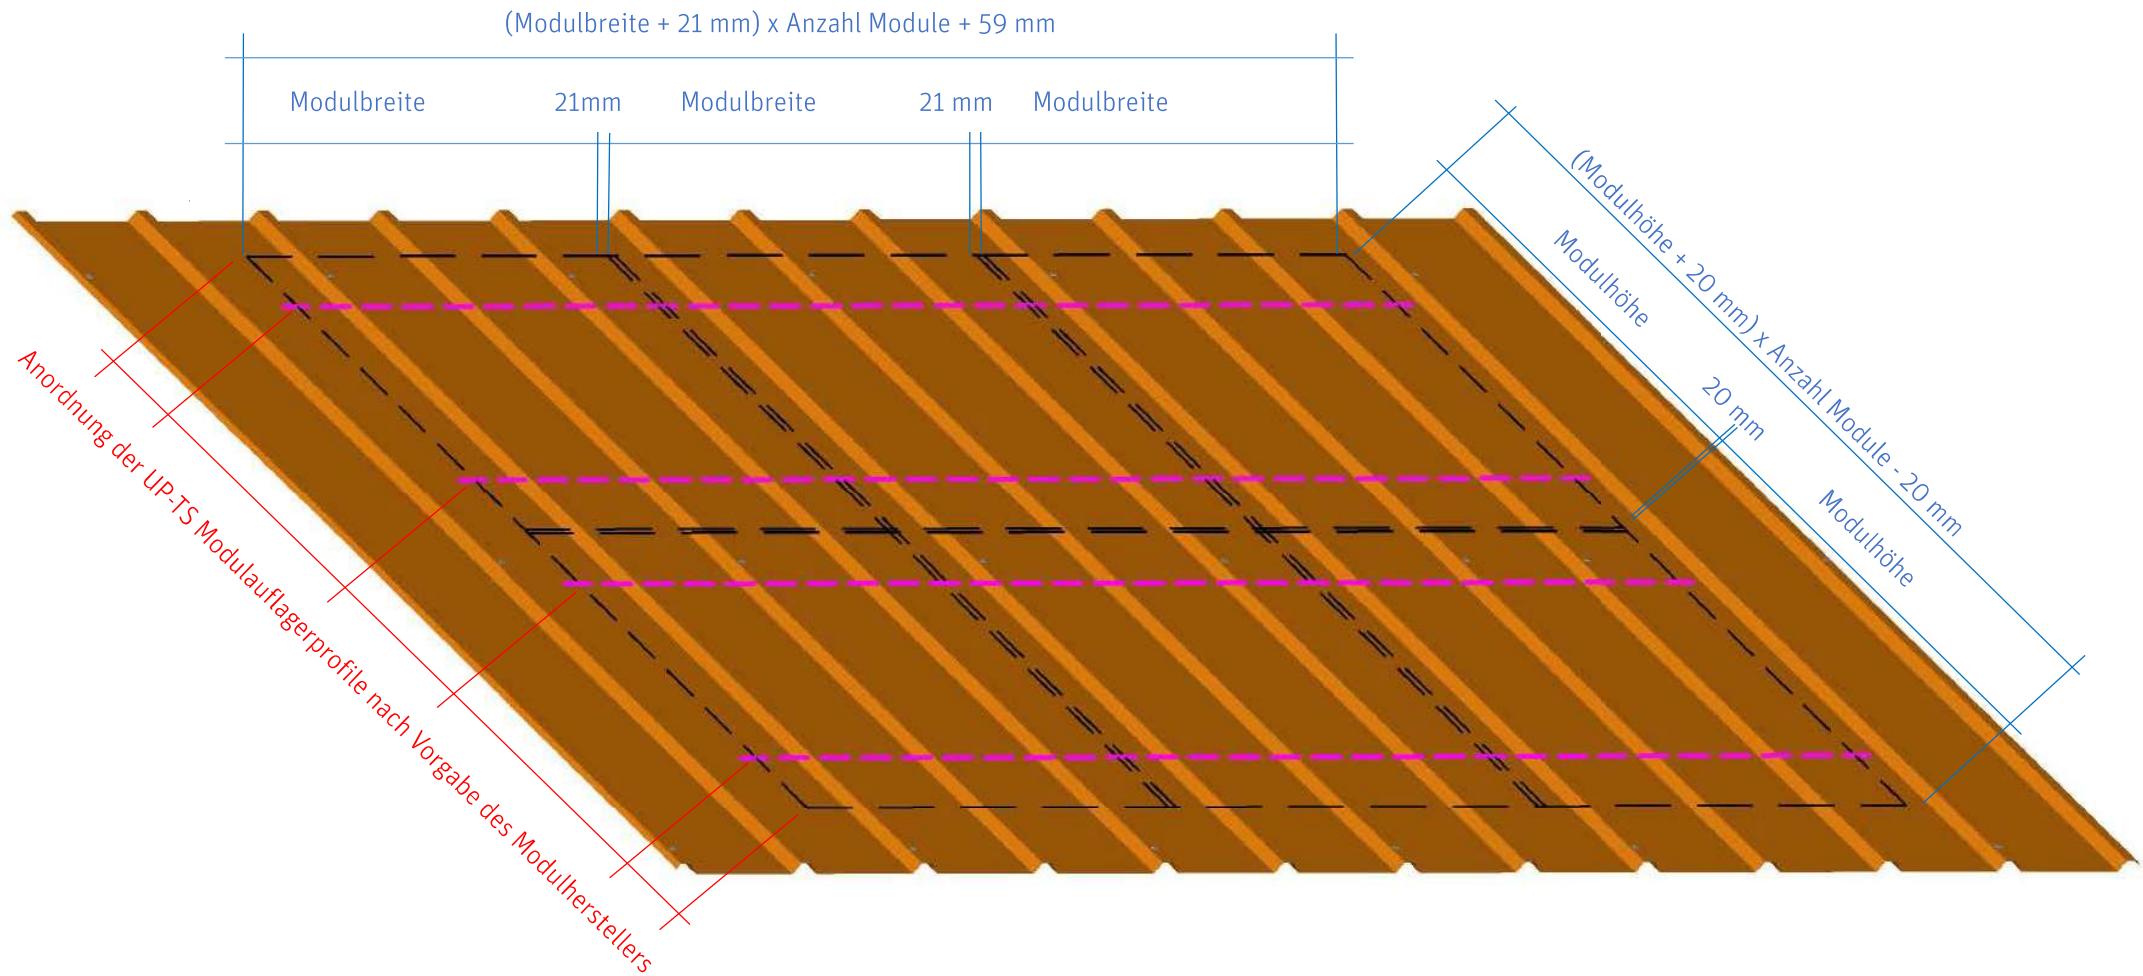 (Modulbreite + 21 mm) x Anzahl Module + 59 mm
Modulbreite
21mm
Modulbreite
21 mm
Modulbreite
(Modulhöhe + 20 mm) x Anzahl Module - 20 mm
Modulhöhe
20 mm
Modulhöhe
Anordnung der UP-TS Modulauflagerprofile nach Vorgabe des Modulherstellers